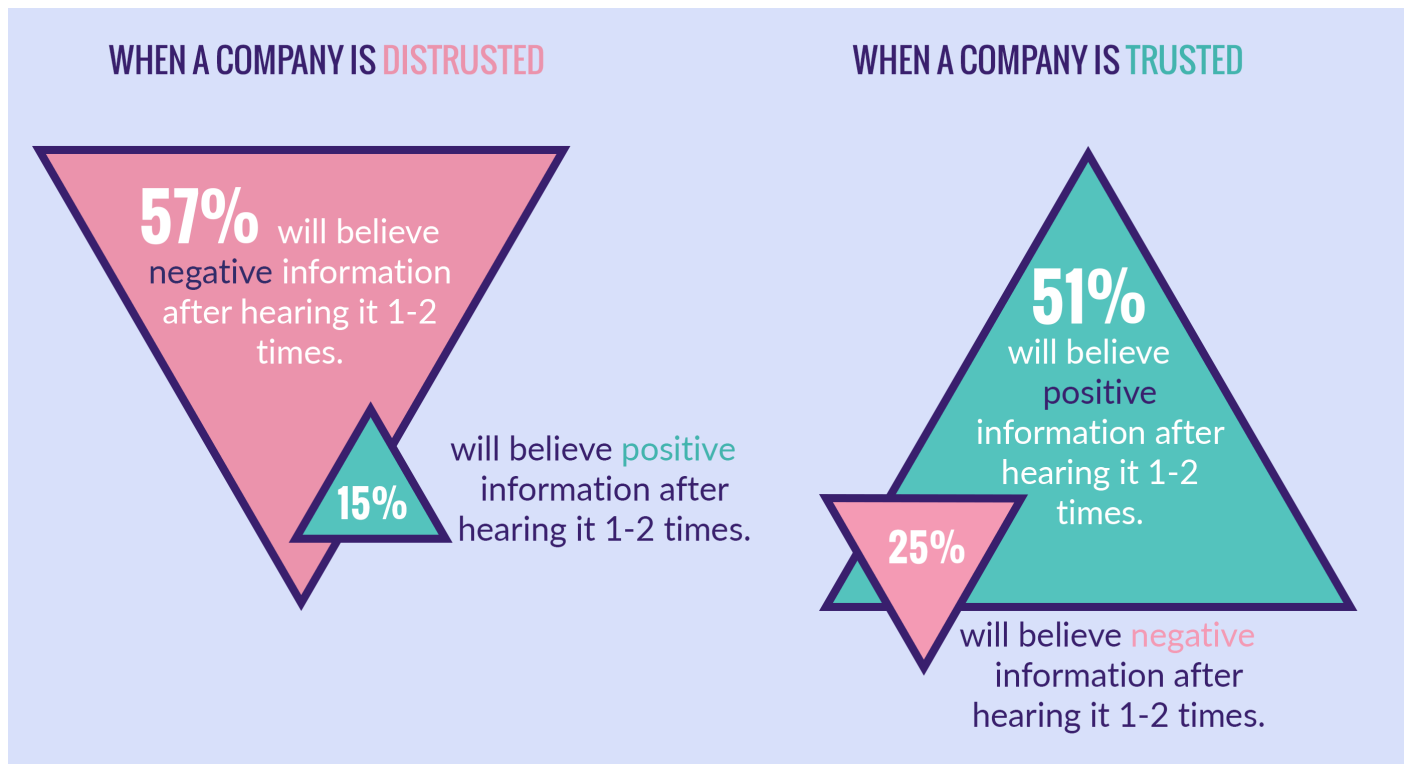 WHEN A COMPANY IS DISTRUSTED
57% will believe
negative information
after hearing it 1-2
times.
15%
will believe positive
information after
hearing it 1-2 times.
WHEN A COMPANY IS TRUSTED
51%
will believe
positive
information after
hearing it 1-2
times.
25%
will believe negative
information after
hearing it 1-2 times.